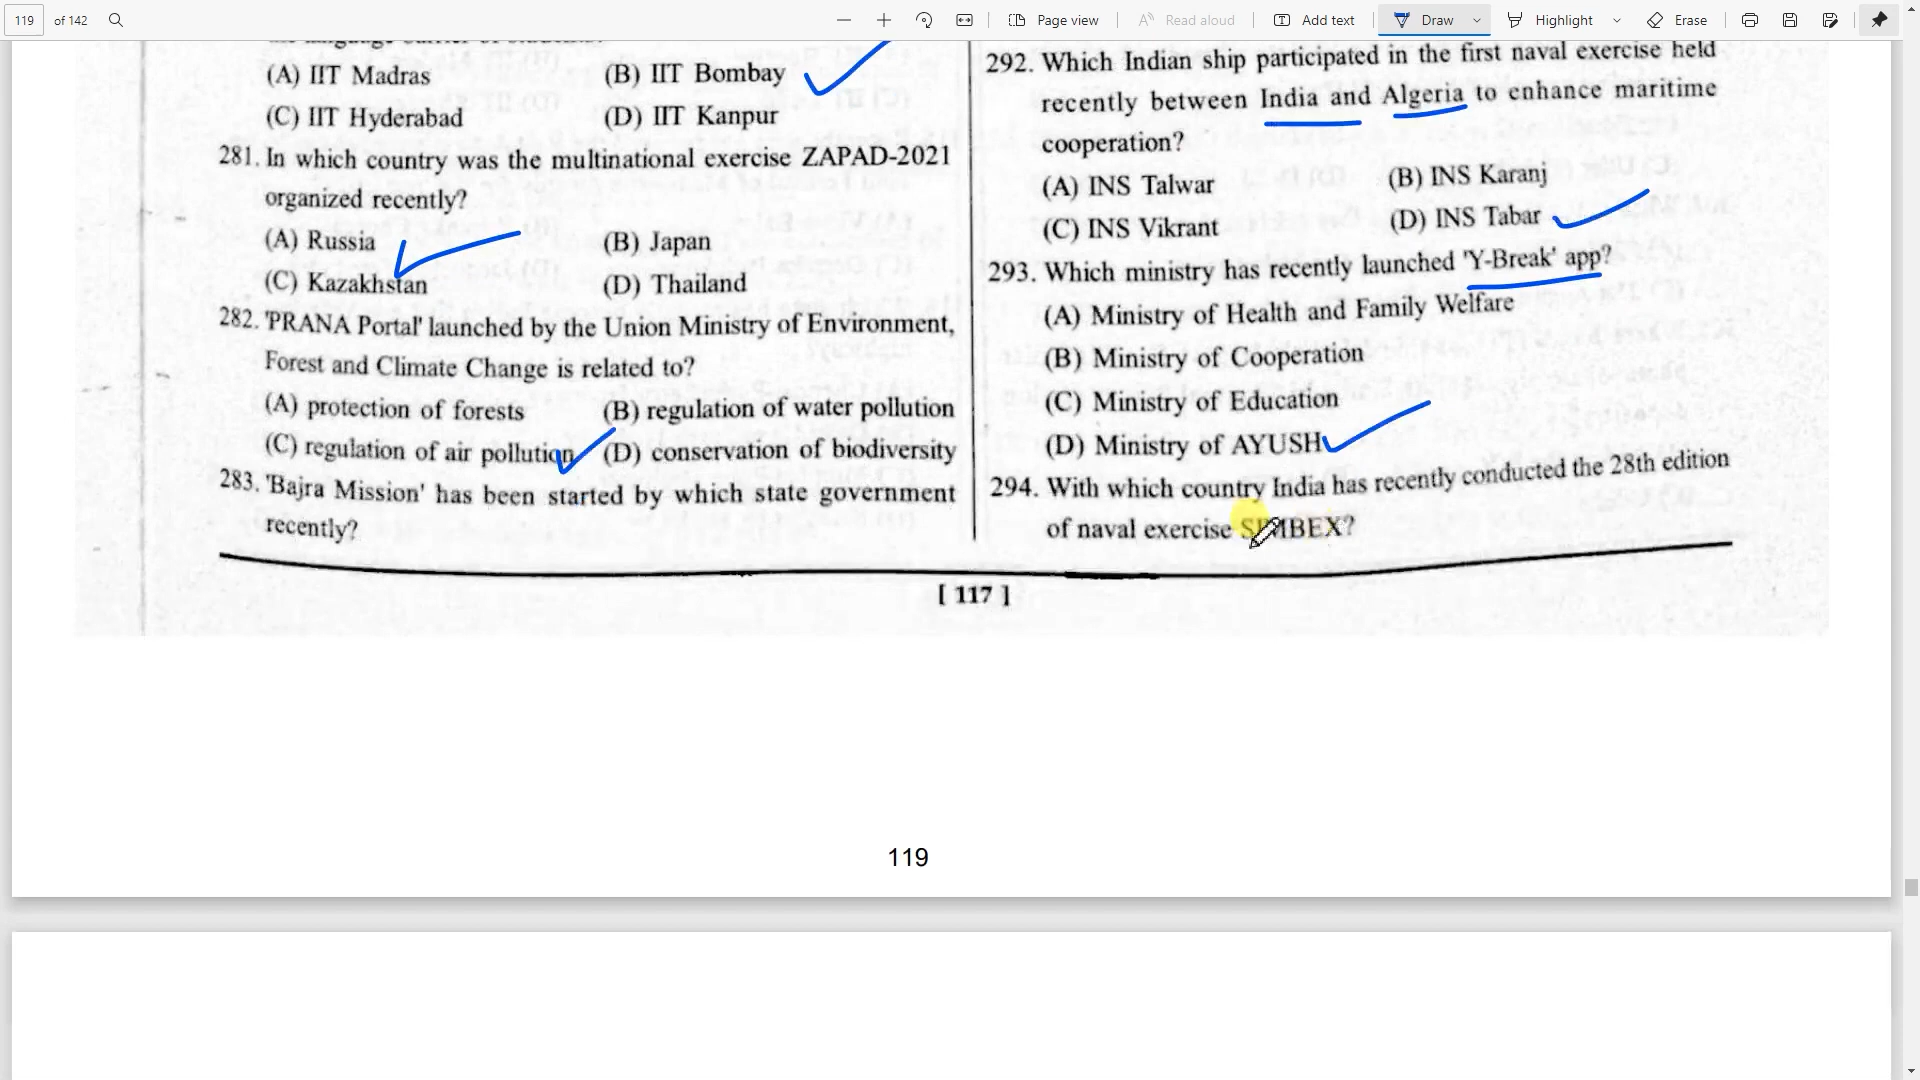 119 of 142 Page view Read aloud Add text Draw Highlight Erase
(A) IIT Madras (B) IIT Bombay
(C) IIT Hyderabad (D) IIT Kanpur
281. In which country was the multinational exercise ZAPAD-2021
organized recently?
(A) Russia (B) Japan
(C) Kazakhstan (D) Thailand
282. 'PRANA Portal' launched by the Union Ministry of Environment,
Forest and Climate Change is related to?
(A) protection of forests (B) regulation of water pollution
(C) regulation of air pollution (D) conservation of biodiversity
283. 'Bajra Mission' has been started by which state government
recently?
292. Which Indian ship participated in the first naval exercise held
recently between India and Algeria to enhance maritime
cooperation?
(A) INS Talwar (B) INS Karanj
(C) INS Vikrant (D) INS Tabar
293. Which ministry has recently launched 'Y-Break' app?
(A) Ministry of Health and Family Welfare
(B) Ministry of Cooperation
(C) Ministry of Education
(D) Ministry of AYUSH
294. With which country India has recently conducted the 28th edition
of naval exercise SIMBEX?
[ 117 ]
119